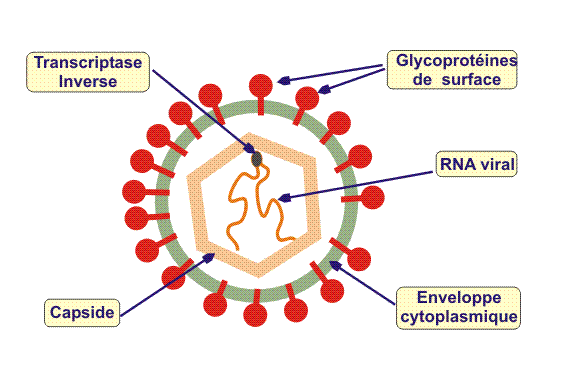 Transcriptase
Inverse
Glycoprotéines
de surface
RNA viral
Capside
Enveloppe
cytoplasmique